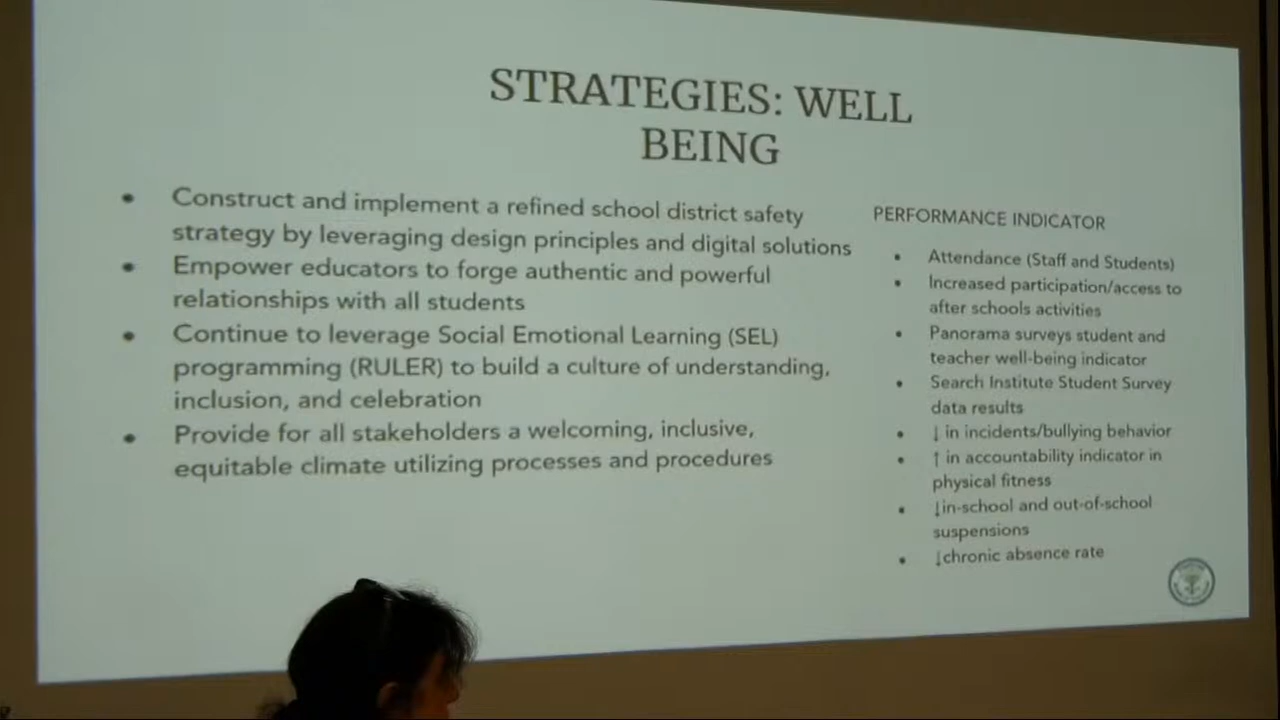 STRATEGIES: WELL
BEING
• Construct and implement a refined school district safety
strategy by leveraging design principles and digital solutions
• Empower educators to forge authentic and powerful
relationships with all students
• Continue to leverage Social Emotional Learning (SEL)
programming (RULER) to build a culture of understanding,
inclusion, and celebration
• Provide for all stakeholders a welcoming, inclusive,
equitable climate utilizing processes and procedures
PERFORMANCE INDICATOR
• Attendance (Staff and Students)
• Increased participation/access to
after schools activities
• Panorama surveys student and
teacher well-being indicator
• Search Institute Student Survey
data results
• ↓ in incidents/bullying behavior
• ↑ in accountability indicator in
physical fitness
• ↓in-school and out-of-school
suspensions
• ↓chronic absence rate